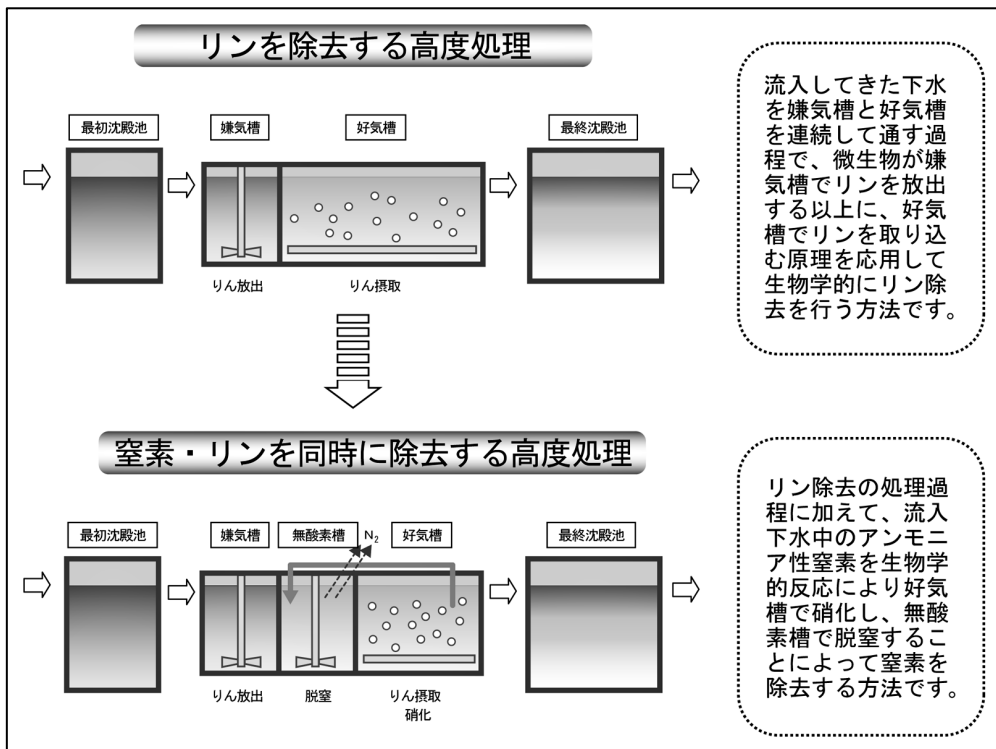 リンを除去する高度処理
最初沈殿池
嫌気槽
好気槽
最終沈殿池
りん放出
りん摂取
流入してきた下水
を嫌気槽と好気槽
を連続して通す過
程で、微生物が嫌
気槽でリンを放出
する以上に、好気
槽でリンを取り込
む原理を応用して
生物学的にリン除
去を行う方法です。
窒素・リンを同時に除去する高度処理
最初沈殿池
嫌気槽
無酸素槽
N2
好気槽
最終沈殿池
りん放出
脱窒
りん摂取
硝化
リン除去の処理過
程に加えて、流入
下水中のアンモニ
ア性窒素を生物学
的反応により好気
槽で硝化し、無酸
素槽で脱窒するこ
とによって窒素を
除去する方法です。